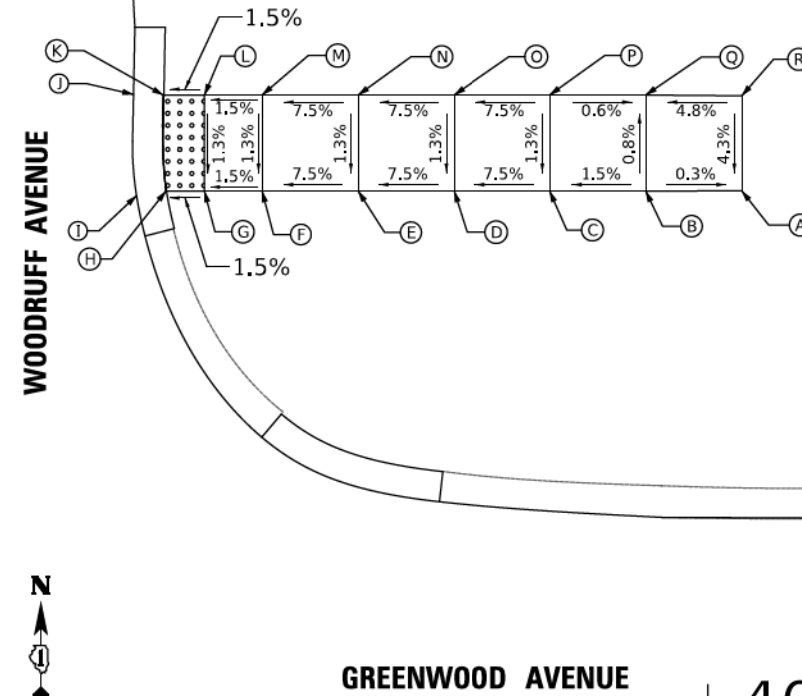 1.5%
K L M N O P Q R
J
1.5% 7.5% 7.5% 7.5% 0.6% 4.8%
1.3% 1.3% 1.3% 1.3% 1.3% 0.8% 4.3%
1.5% 7.5% 7.5% 7.5% 1.5% 0.3%
I H G F E D C B A
1.5%
WOODRUFF AVENUE
N
1
GREENWOOD AVENUE